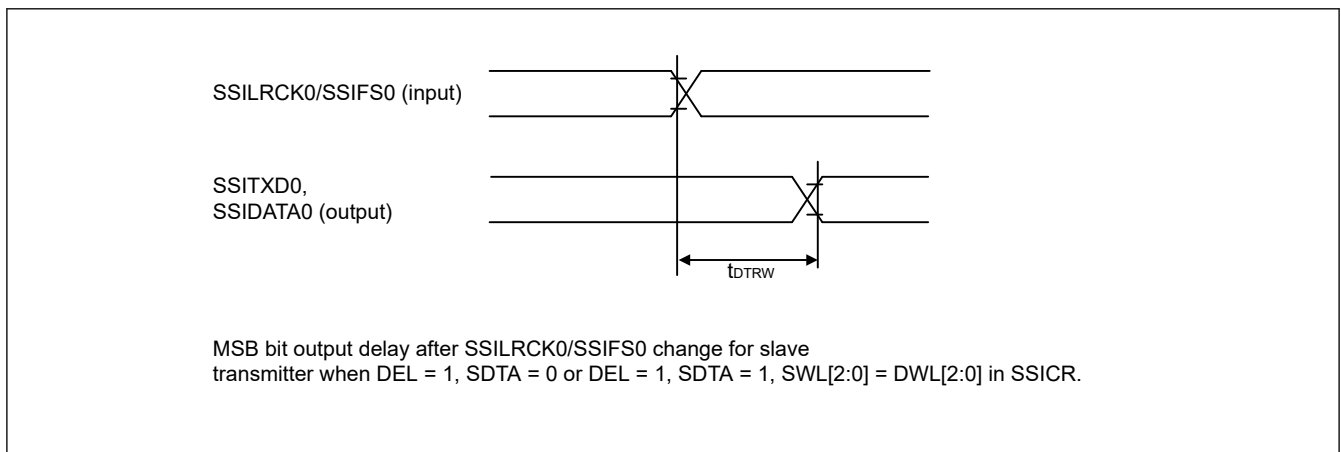 SSILRCK0/SSIFS0 (input)
SSITXD0,
SSIDATA0 (output)
tDTRW
MSB bit output delay after SSILRCK0/SSIFS0 change for slave
transmitter when DEL = 1, SDTA = 0 or DEL = 1, SDTA = 1, SWL[2:0] = DWL[2:0] in SSICR.